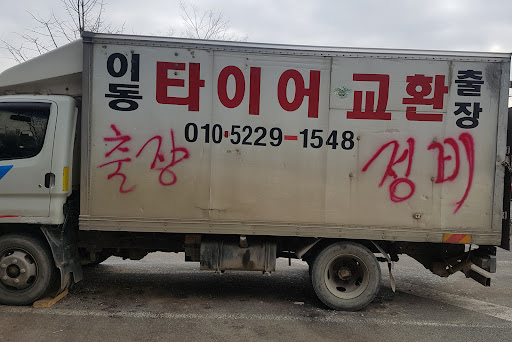 이동 타이어 교환 출장
010-5229-1548
출장 정비